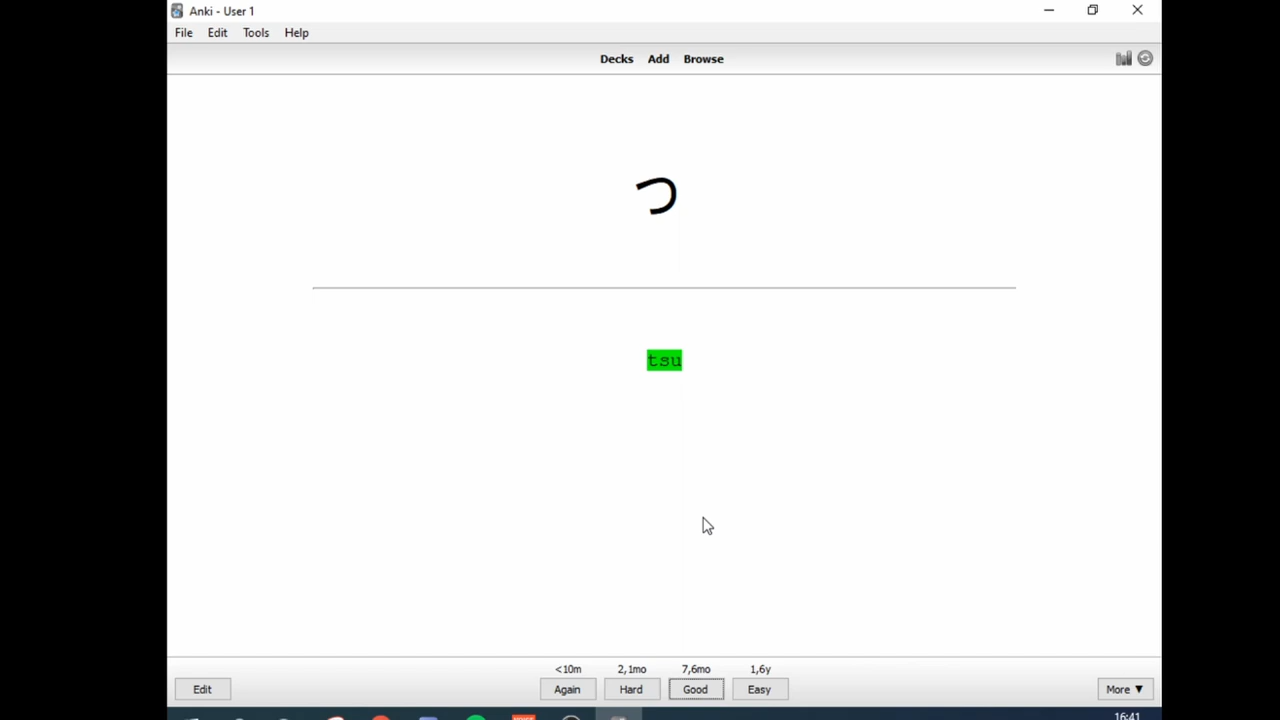 Anki - User 1
File Edit Tools Help
Decks Add Browse
つ
tsu
<10m 2,1mo 7,6mo 1,6y
Edit Again Hard Good Easy More ▼
16:41